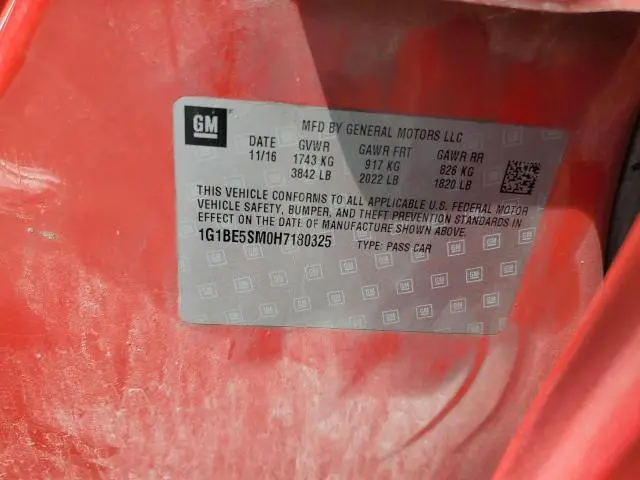 GM
MFD BY GENERAL MOTORS LLC
DATE GVWR GAWR FRT GAWR RR
11/16 1743 KG 917 KG 826 KG
3842 LB 2022 LB 1820 LB
THIS VEHICLE CONFORMS TO ALL APPLICABLE U.S. FEDERAL MOTOR
VEHICLE SAFETY, BUMPER, AND THEFT PREVENTION STANDARDS IN
EFFECT ON THE DATE OF MANUFACTURE SHOWN ABOVE.
1G1BE5SM0H7180325 TYPE: PASS CAR